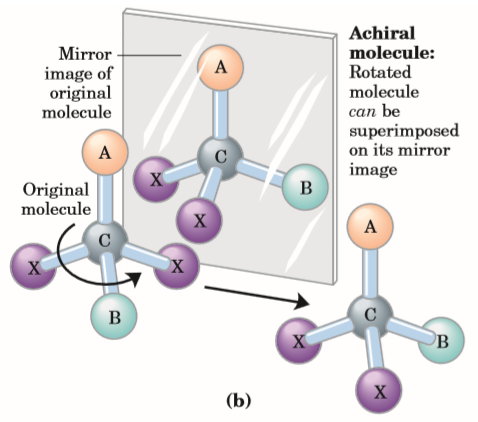 Mirror
image of
original
molecule
A
C
X
X
B
Achiral
molecule:
Rotated
molecule
can be
superimposed
on its mirror
image
Original
molecule
A
C
X
X
B
A
C
X
B
X
(b)